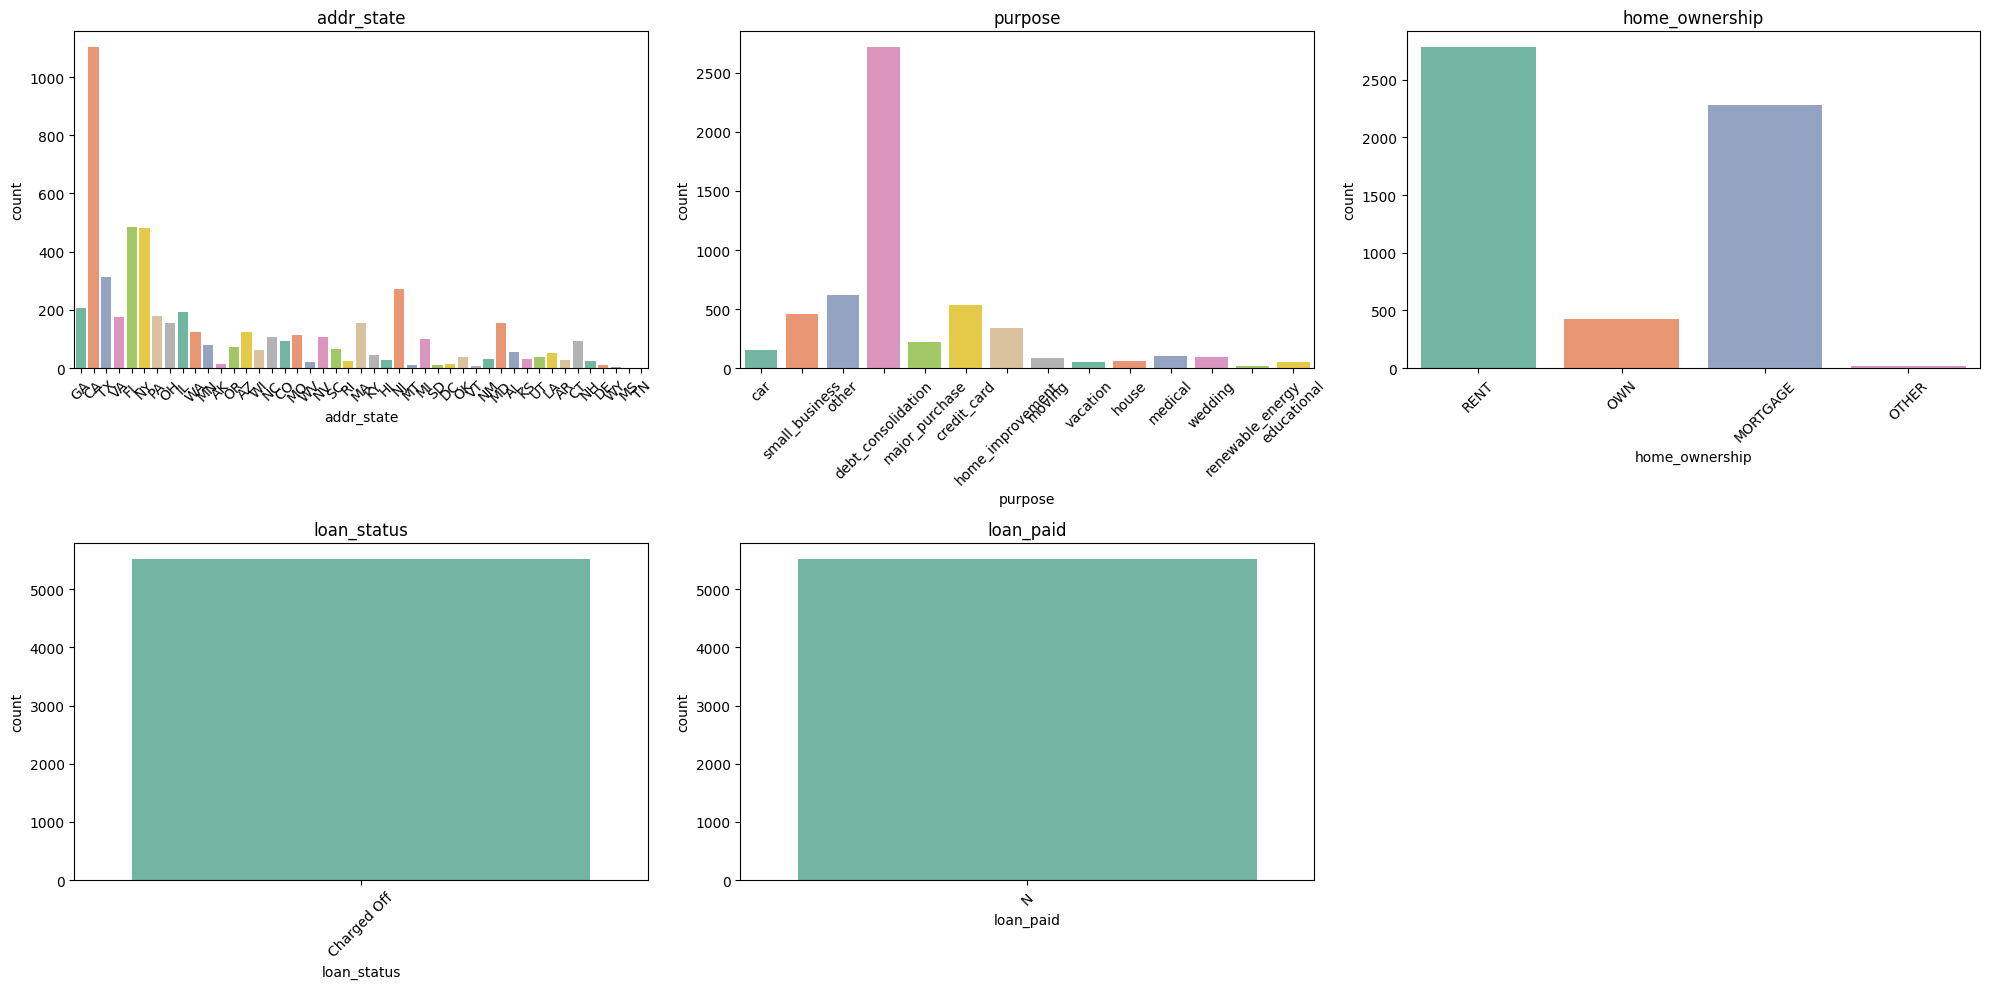 addr_state
count
1000
800
600
400
200
0
GA
CA
TX
VA
FL
NY
PA
OH
IL
WA
MN
AK
OR
AZ
WI
NC
CO
MO
WV
NV
SC
RI
MA
KY
HI
NJ
MT
MI
SD
DC
OK
VT
NM
MD
AL
KS
UT
LA
AR
CT
NH
DE
WY
MS
TN
addr_state
purpose
count
2500
2000
1500
1000
500
0
car
small_business
other
debt_consolidation
major_purchase
credit_card
home_improvement
moving
vacation
house
medical
wedding
renewable_energy
educational
purpose
home_ownership
count
2500
2000
1500
1000
500
0
RENT
OWN
MORTGAGE
OTHER
home_ownership
loan_status
count
5000
4000
3000
2000
1000
0
Charged Off
loan_status
loan_paid
count
5000
4000
3000
2000
1000
0
N
loan_paid